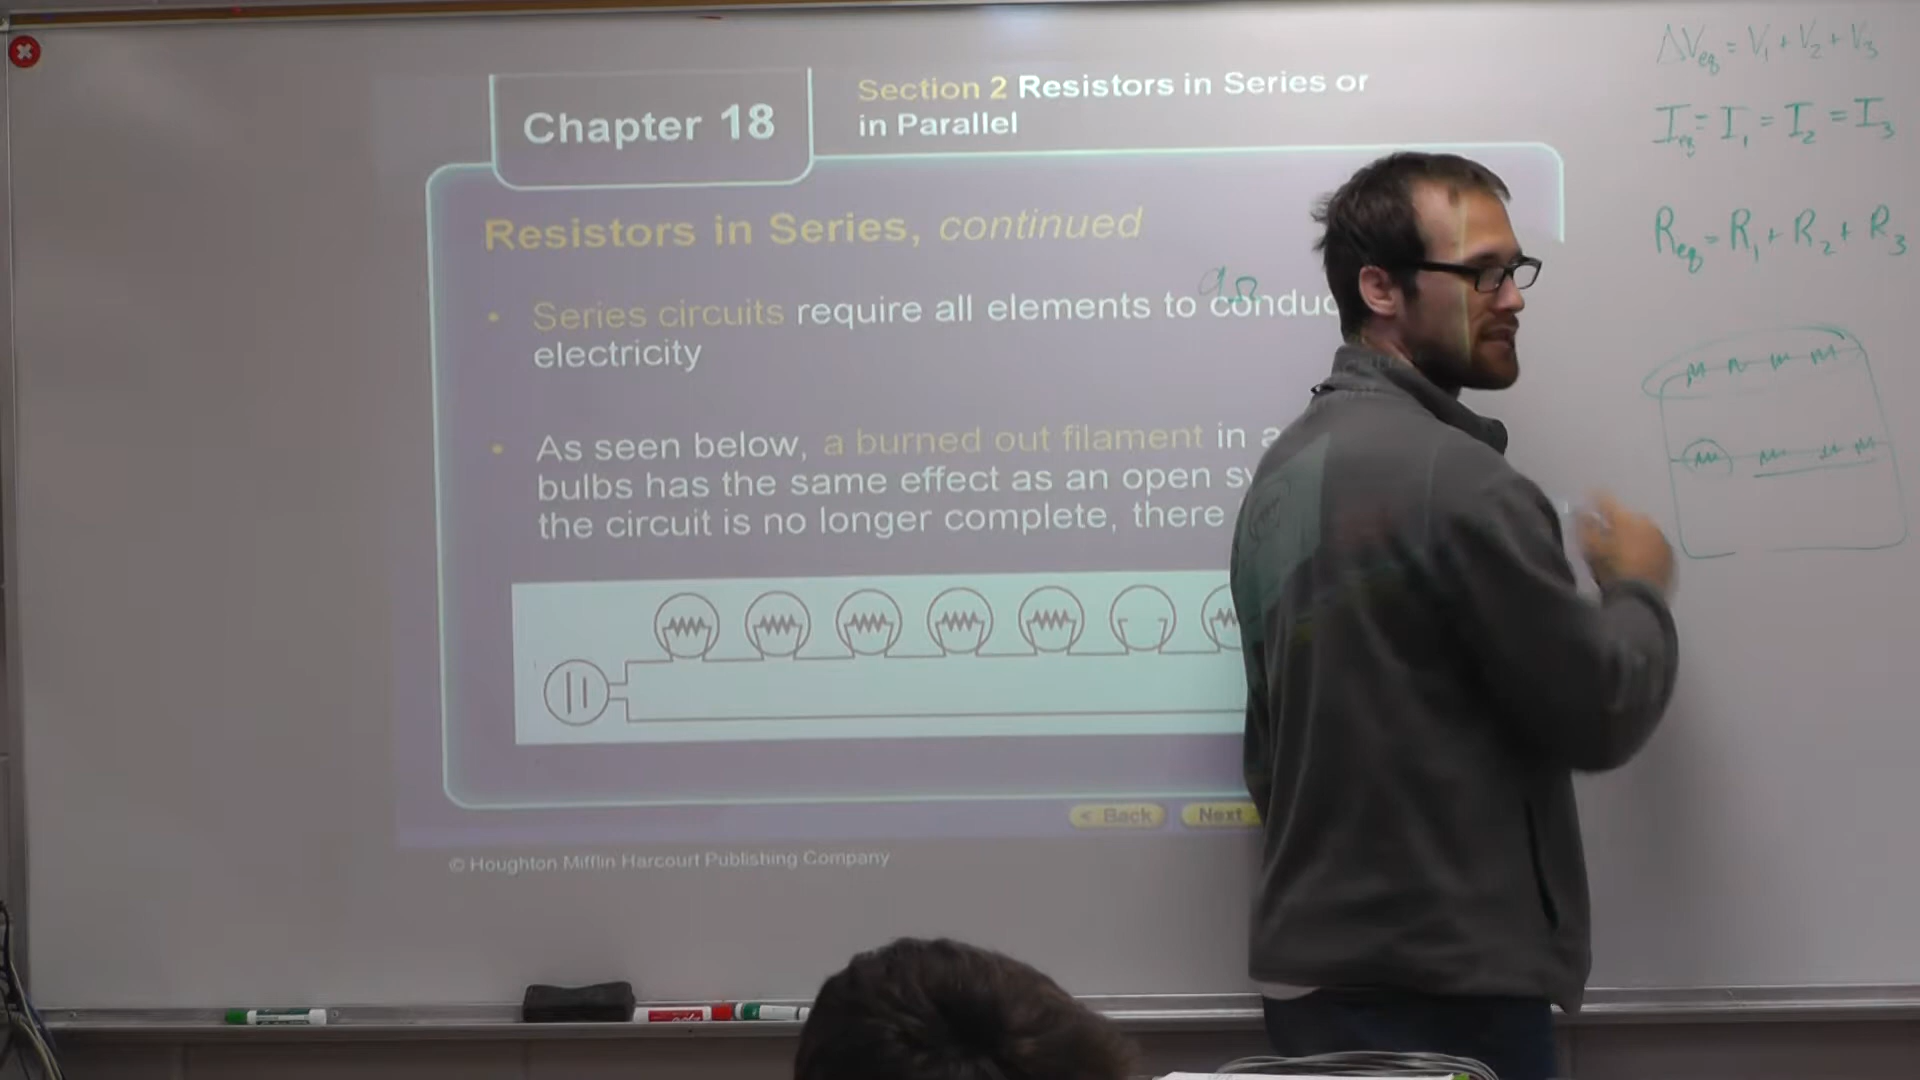 Chapter 18
Section 2 Resistors in Series or
in Parallel
Resistors in Series, continued
• Series circuits require all elements to conduc
electricity
• As seen below, a burned out filament in a
bulbs has the same effect as an open s
the circuit is no longer complete, there
< Back
Next
© Houghton Mifflin Harcourt Publishing Company
9Ω
ΔVeq = V1 + V2 + V3
Ieq = I1 = I2 = I3
Req = R1 + R2 + R3